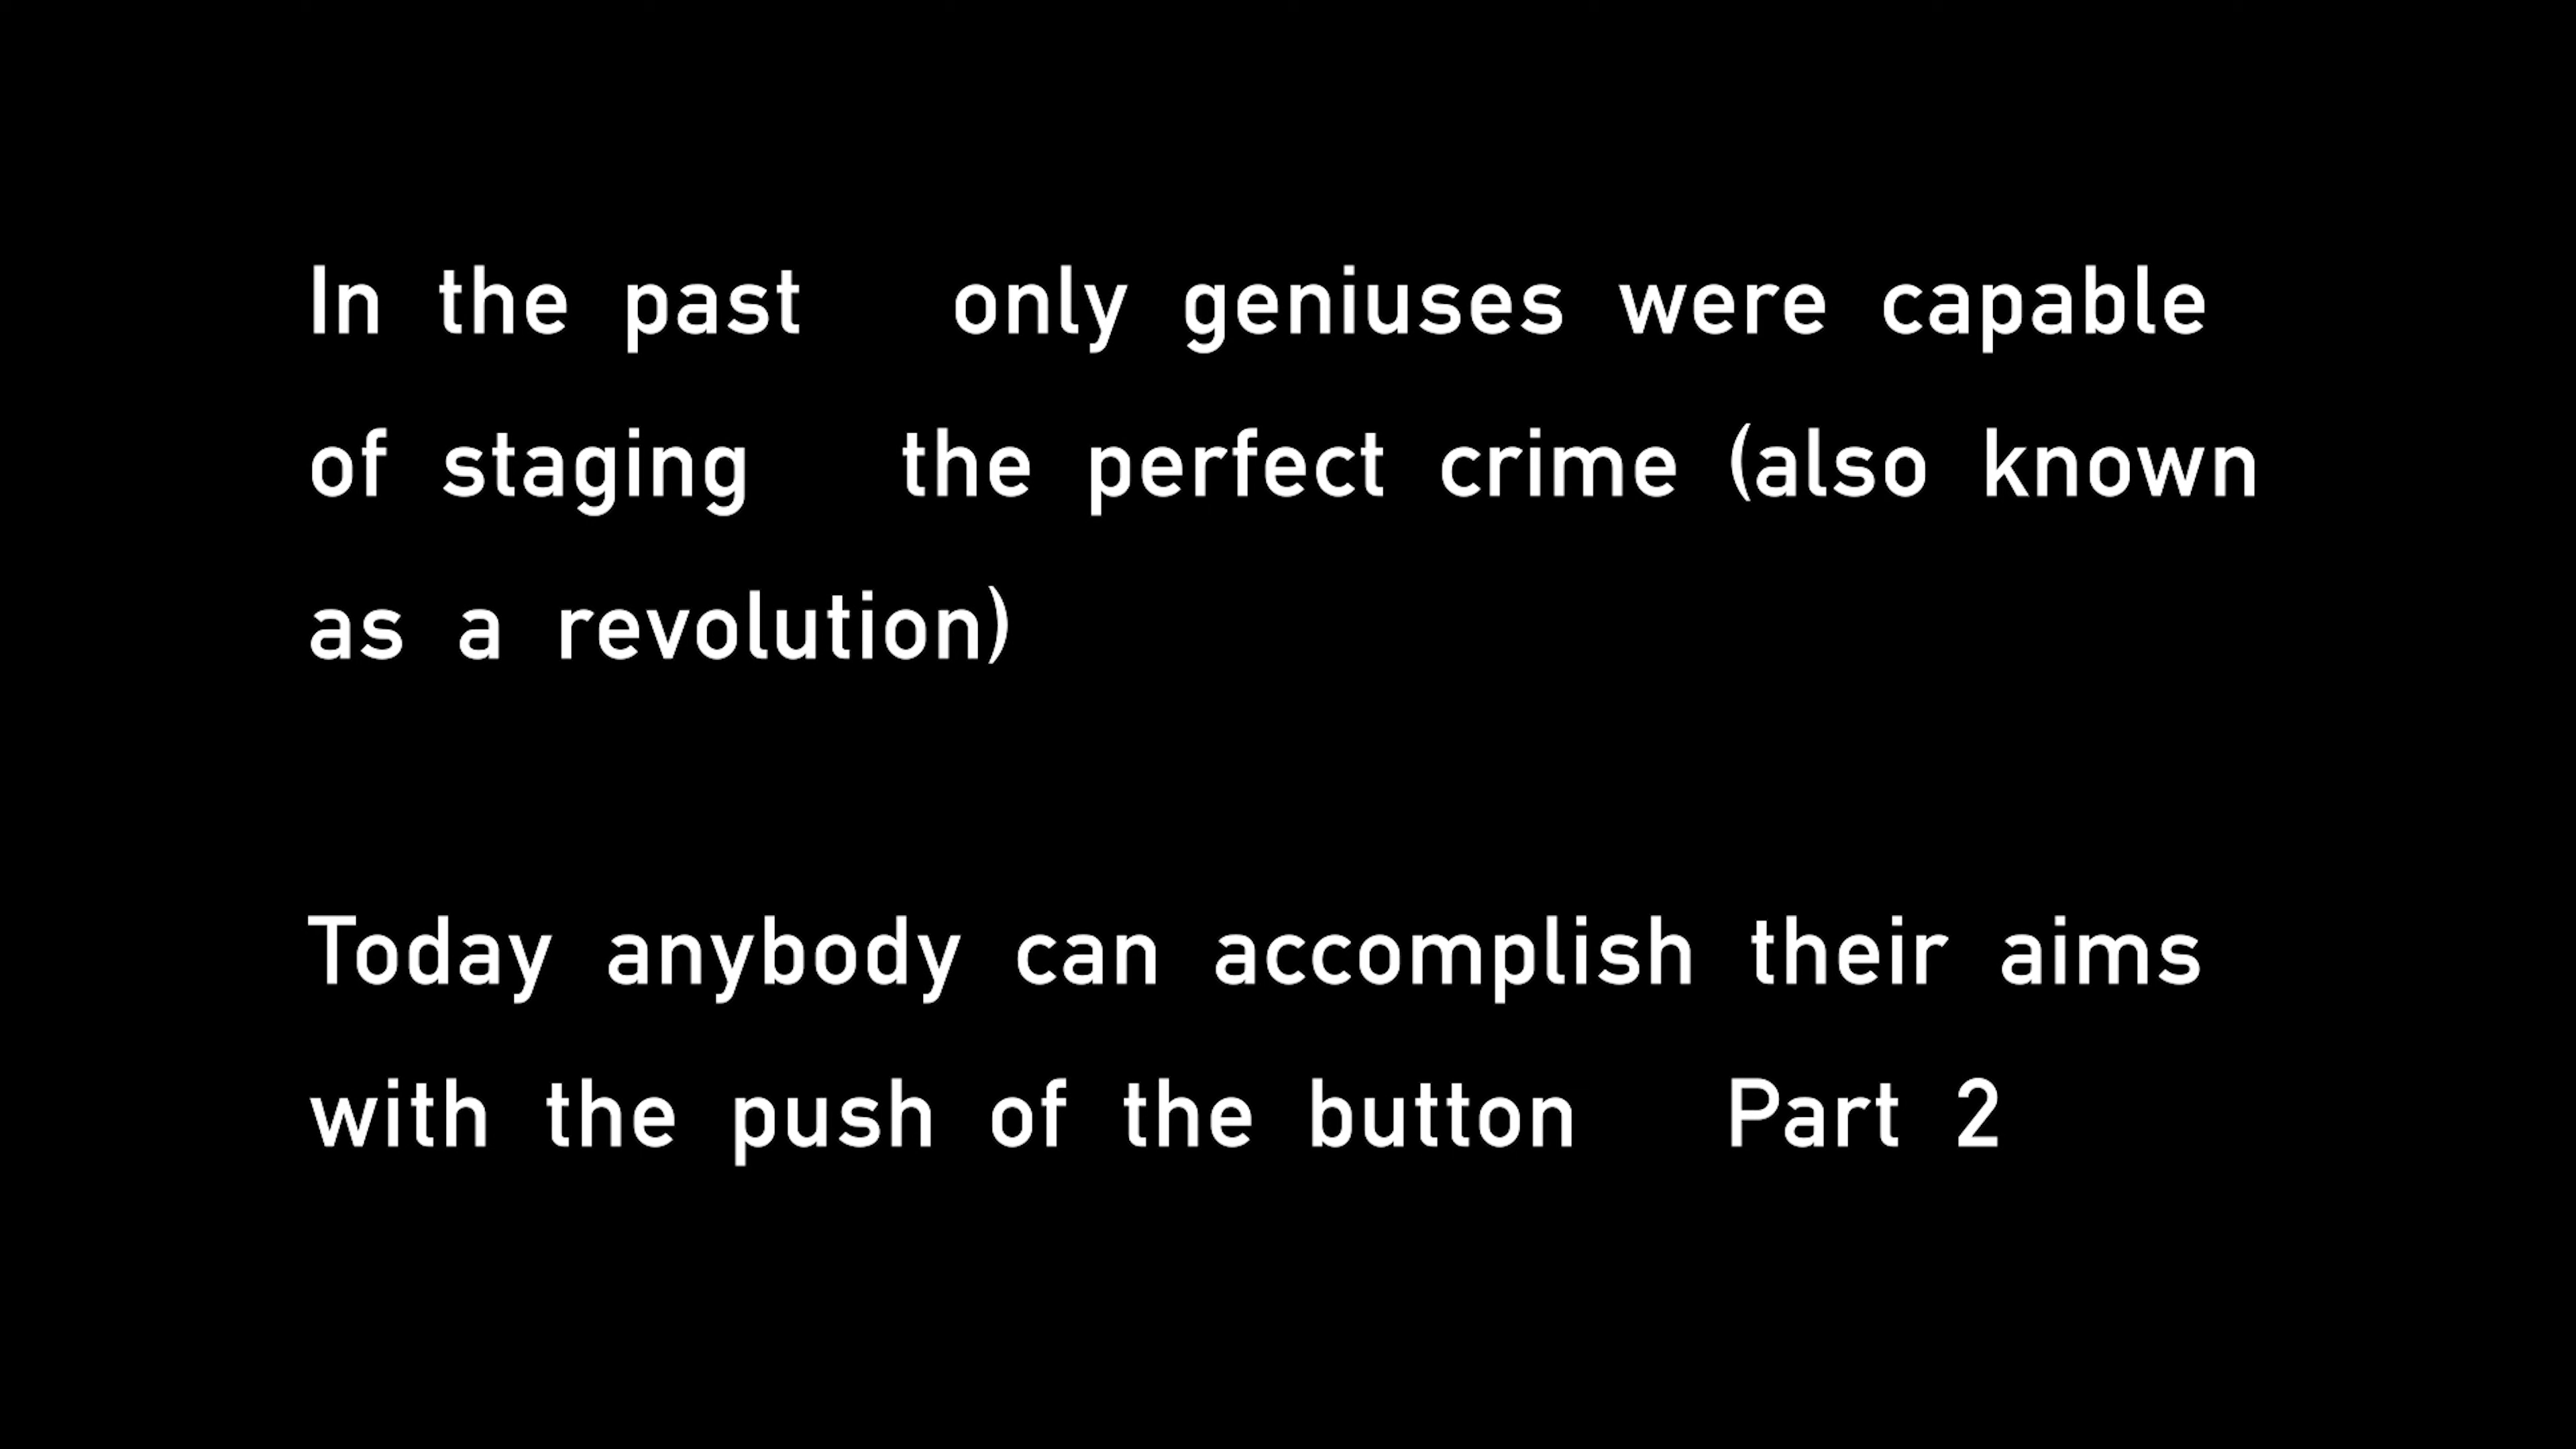 In the past only geniuses were capable
of staging the perfect crime (also known
as a revolution)
Today anybody can accomplish their aims
with the push of the button Part 2